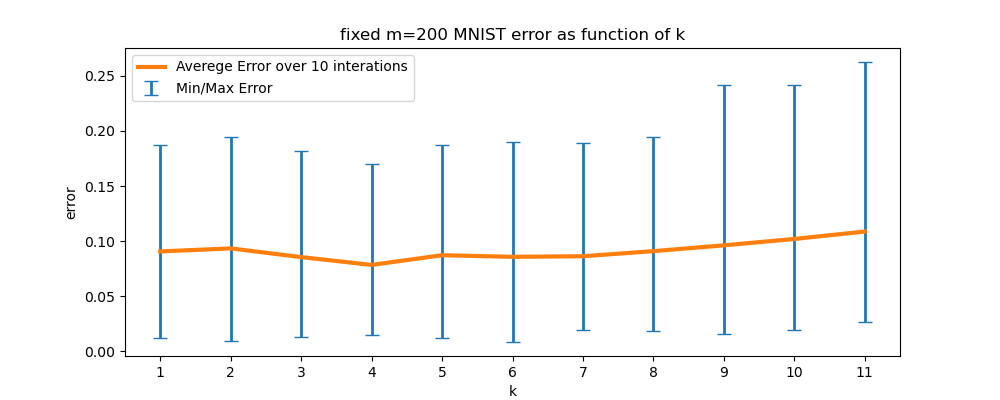 fixed m=200 MNIST error as function of k
Averege Error over 10 interations
Min/Max Error
error
0.25
0.20
0.15
0.10
0.05
0.00
1 2 3 4 5 6 7 8 9 10 11
k